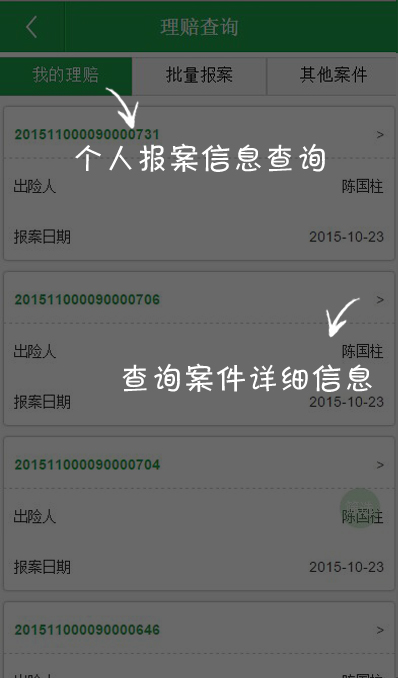 理赔查询
我的理赔 批量报案 其他案件
201511000090000731 >
个人报案信息查询
出险人 陈国柱
报案日期 2015-10-23
201511000090000706 >
出险人 陈国柱
查询案件详细信息
报案日期 2015-10-23
201511000090000704 >
出险人 陈国柱
报案日期 2015-10-23
201511000090000646 >
出险人 陈国柱